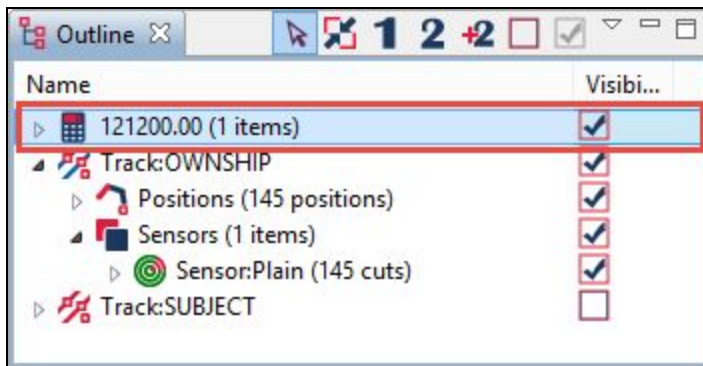 Outline 1 2 +2
Name Visibi...
121200.00 (1 items)
Track:OWNSHIP
Positions (145 positions)
Sensors (1 items)
Sensor:Plain (145 cuts)
Track:SUBJECT